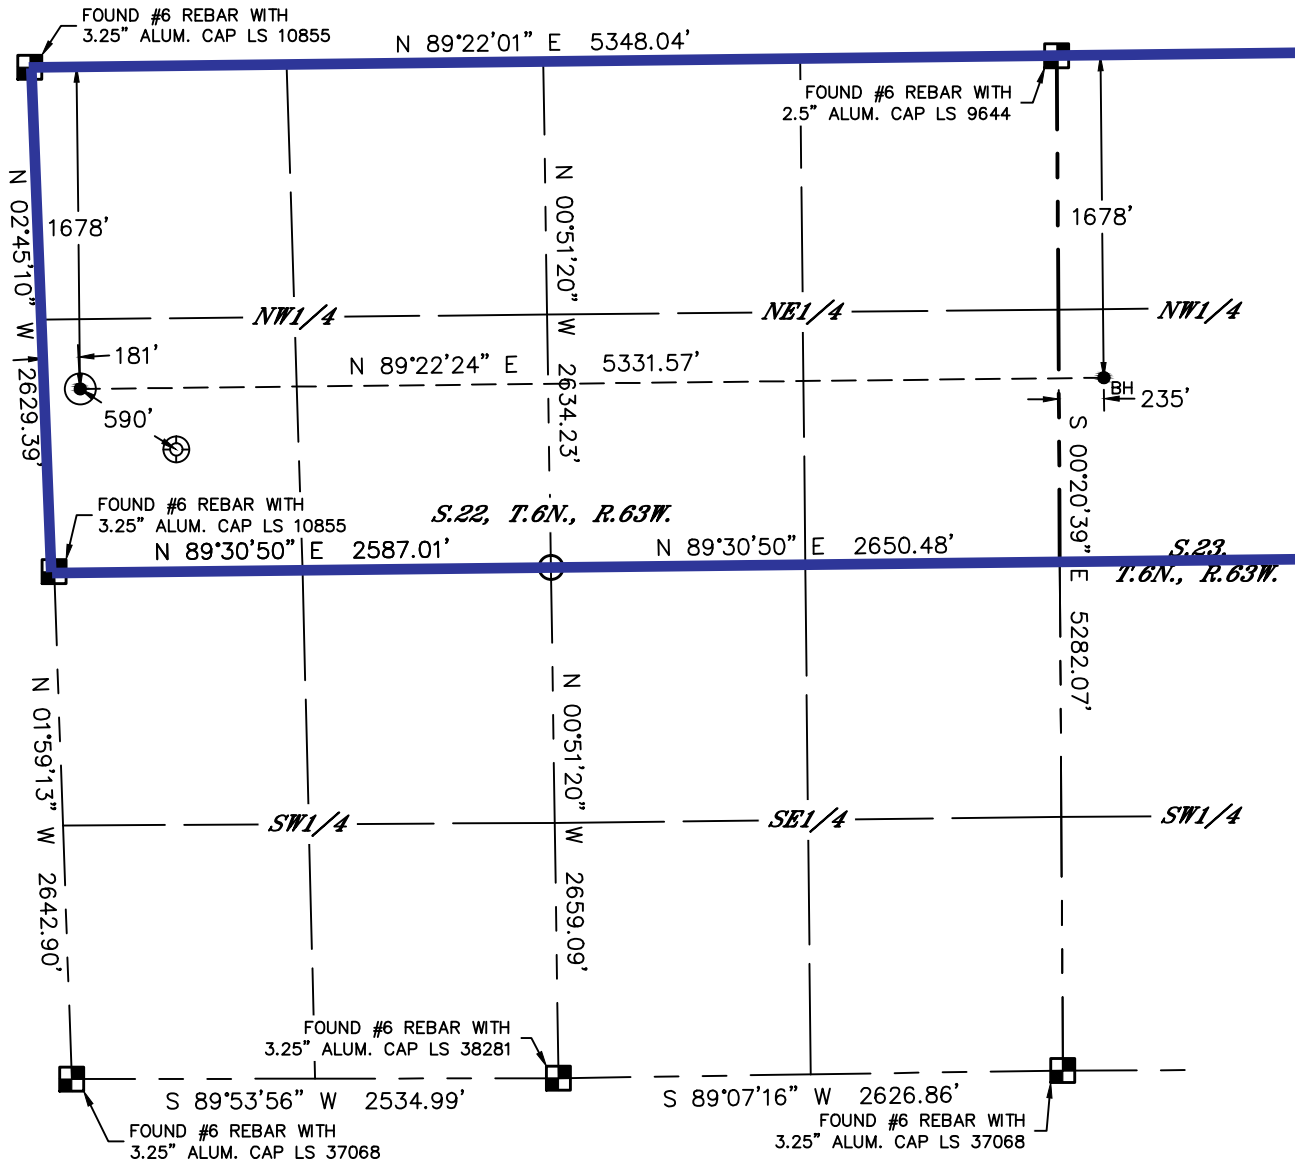 FOUND #6 REBAR WITH
3.25" ALUM. CAP LS 10855
N 89°22'01" E 5348.04'
FOUND #6 REBAR WITH
2.5" ALUM. CAP LS 9644
N 02°45'10" W 2629.39'
1678'
N 00°51'20" W 2634.23'
1678'
NW1/4
NE1/4
NW1/4
181'
N 89°22'24" E 5331.57'
BH
235'
590'
S 00°20'39" E 5282.07'
FOUND #6 REBAR WITH
3.25" ALUM. CAP LS 10855
S.22, T.6N., R.63W.
N 89°30'50" E 2587.01'
N 89°30'50" E 2650.48'
S.23,
T.6N., R.63W.
N 01°59'13" W 2642.90'
N 00°51'20" W 2659.09'
SW1/4
SE1/4
SW1/4
FOUND #6 REBAR WITH
3.25" ALUM. CAP LS 38281
S 89°53'56" W 2534.99'
S 89°07'16" W 2626.86'
FOUND #6 REBAR WITH
3.25" ALUM. CAP LS 37068
FOUND #6 REBAR WITH
3.25" ALUM. CAP LS 37068